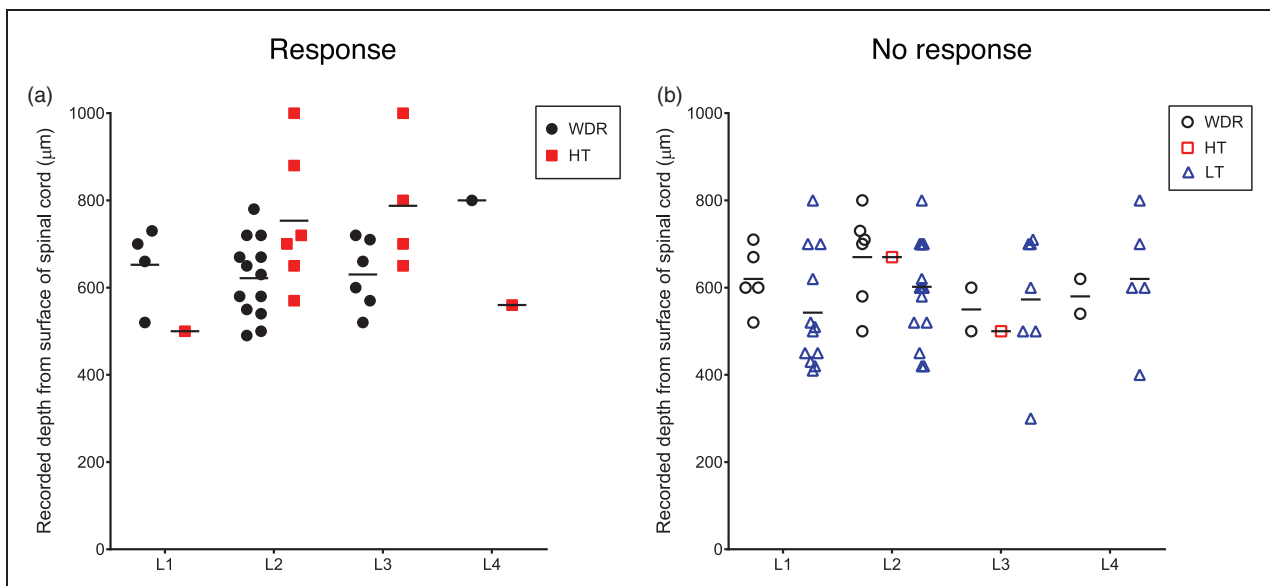 Response
No response
(a)
Recorded depth from surface of spinal cord (μm)
1000
800
600
400
200
0
L1
L2
L3
L4
WDR
HT
(b)
Recorded depth from surface of spinal cord (μm)
1000
800
600
400
200
0
L1
L2
L3
L4
WDR
HT
LT